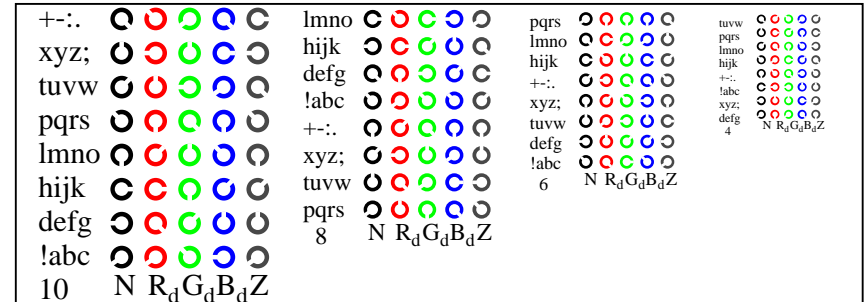 +-:.
xyz;
tuvw
pqrs
lmno
hijk
defg
!abc
10 N RdGdBdZ
lmno
hijk
defg
!abc
+-:.
xyz;
tuvw
pqrs
8 N RdGdBdZ
pqrs
lmno
hijk
+-:.
xyz;
tuvw
defg
!abc
6 N RdGdBdZ
tuvw
pqrs
lmno
hijk
+-:.
!abc
xyz;
defg
4 N RdGdBdZ